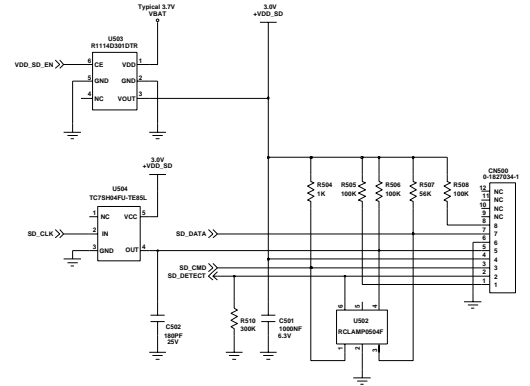 Typical 3.7V
VBAT
3.0V
+VDD_SD
U503
R1114D301DTR
VDD_SD_EN
6 CE VDD 1
5 GND GND 2
4 NC VOUT 3
3.0V
+VDD_SD
U504
TC7SH04FU-TE85L
1 NC VCC 5
SD_CLK 2 IN
3 GND OUT 4
R504
1K
R505
100K
R506
100K
R507
56K
R508
100K
CN500
0-1827034-1
12 NC
11 NC
10 NC
9 NC
8 8
7 7
6 6
5 5
4 4
3 3
2 2
1 1
SD_DATA
SD_CMD
SD_DETECT
C502
180PF
25V
R510
300K
C501
1000NF
6.3V
6 5 4
U502
RCLAMP0504F
1 2 3